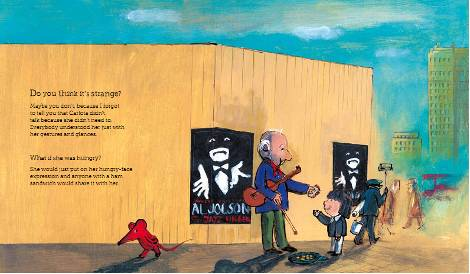 Do you think it's strange?
Maybe you don't because I forgot
to tell you that Carlota didn't
talk because she didn't need to.
Everybody understood her just with
her gestures and glances.
What if she was hungry?
She would just put on her hungry-face
expression and anyone with a ham
sandwich would share it with her.
AL JOLSON
JAZZ SINGER